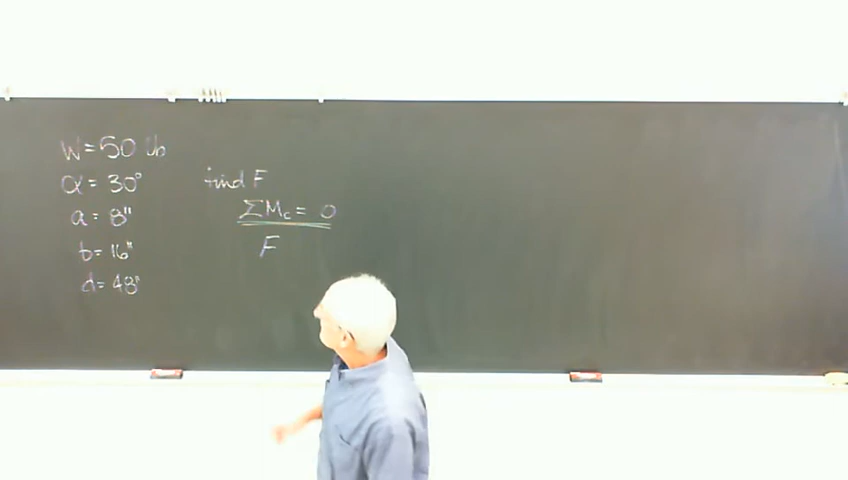 W = 50 lb
α = 30°
a = 8"
b = 16"
d = 48"
find F
ΣM_c = 0
F